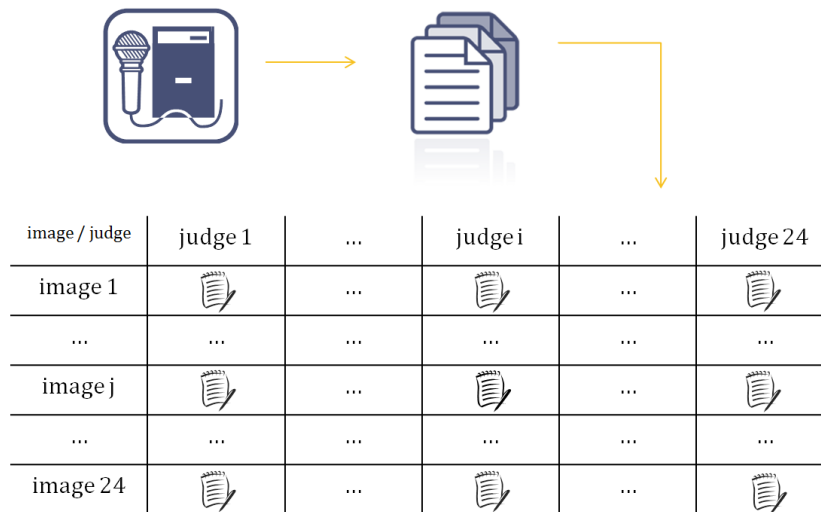 image / judge judge 1 ... judge i ... judge 24
image 1 ... ...
... ... ... ... ... ...
image j ... ...
... ... ... ... ... ...
image 24 ... ...